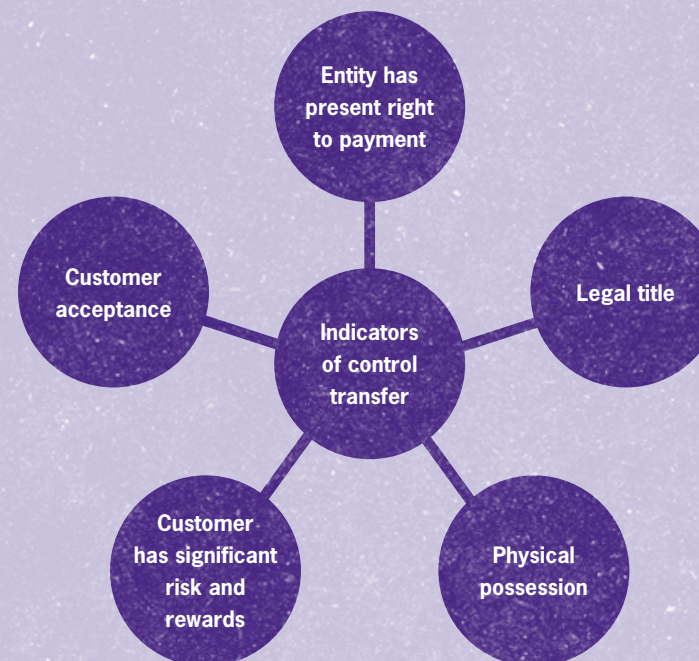 Entity has
present right
to payment
Customer
acceptance
Legal title
Indicators
of control
transfer
Customer
has significant
risk and
rewards
Physical
possession